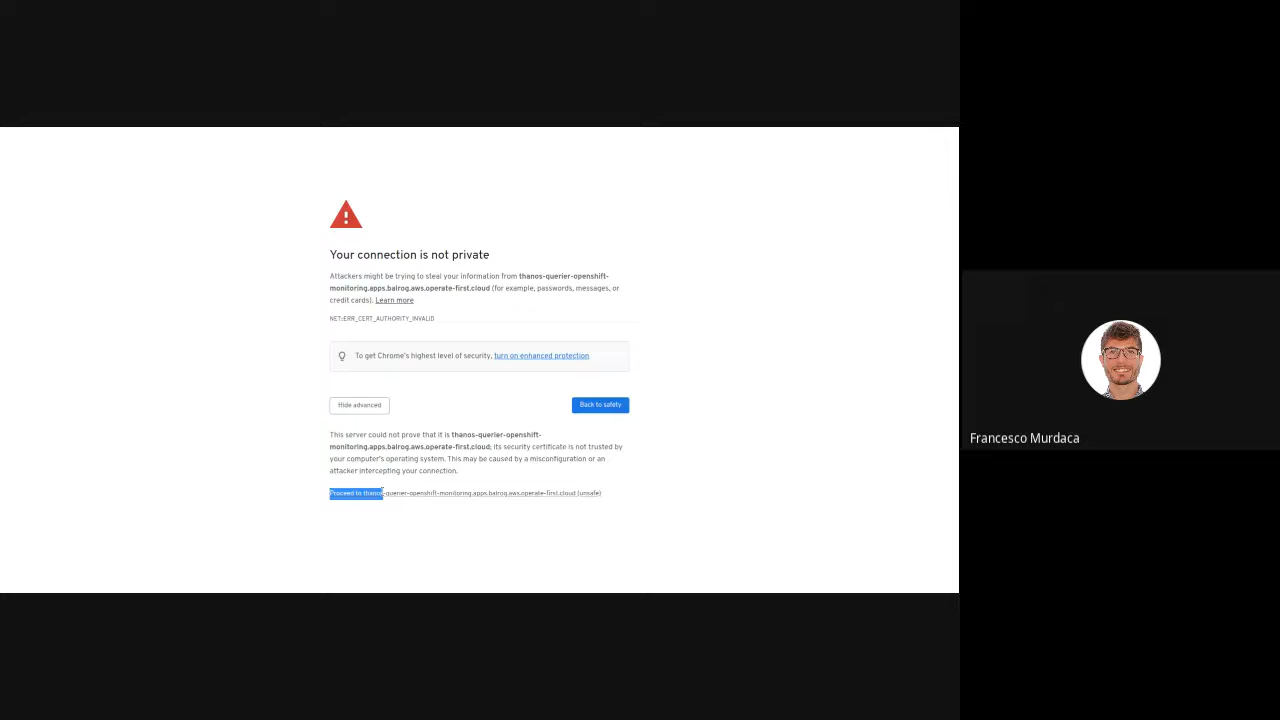 Your connection is not private
Attackers might be trying to steal your information from thanos-querier-openshift-
monitoring.apps.balrog.aws.operate-first.cloud (for example, passwords, messages, or
credit cards). Learn more
NET::ERR_CERT_AUTHORITY_INVALID
To get Chrome's highest level of security, turn on enhanced protection
Hide advanced
Back to safety
This server could not prove that it is thanos-querier-openshift-
monitoring.apps.balrog.aws.operate-first.cloud; its security certificate is not trusted by
your computer's operating system. This may be caused by a misconfiguration or an
attacker intercepting your connection.
Proceed to thanos-querier-openshift-monitoring.apps.balrog.aws.operate-first.cloud (unsafe)
Francesco Murdaca